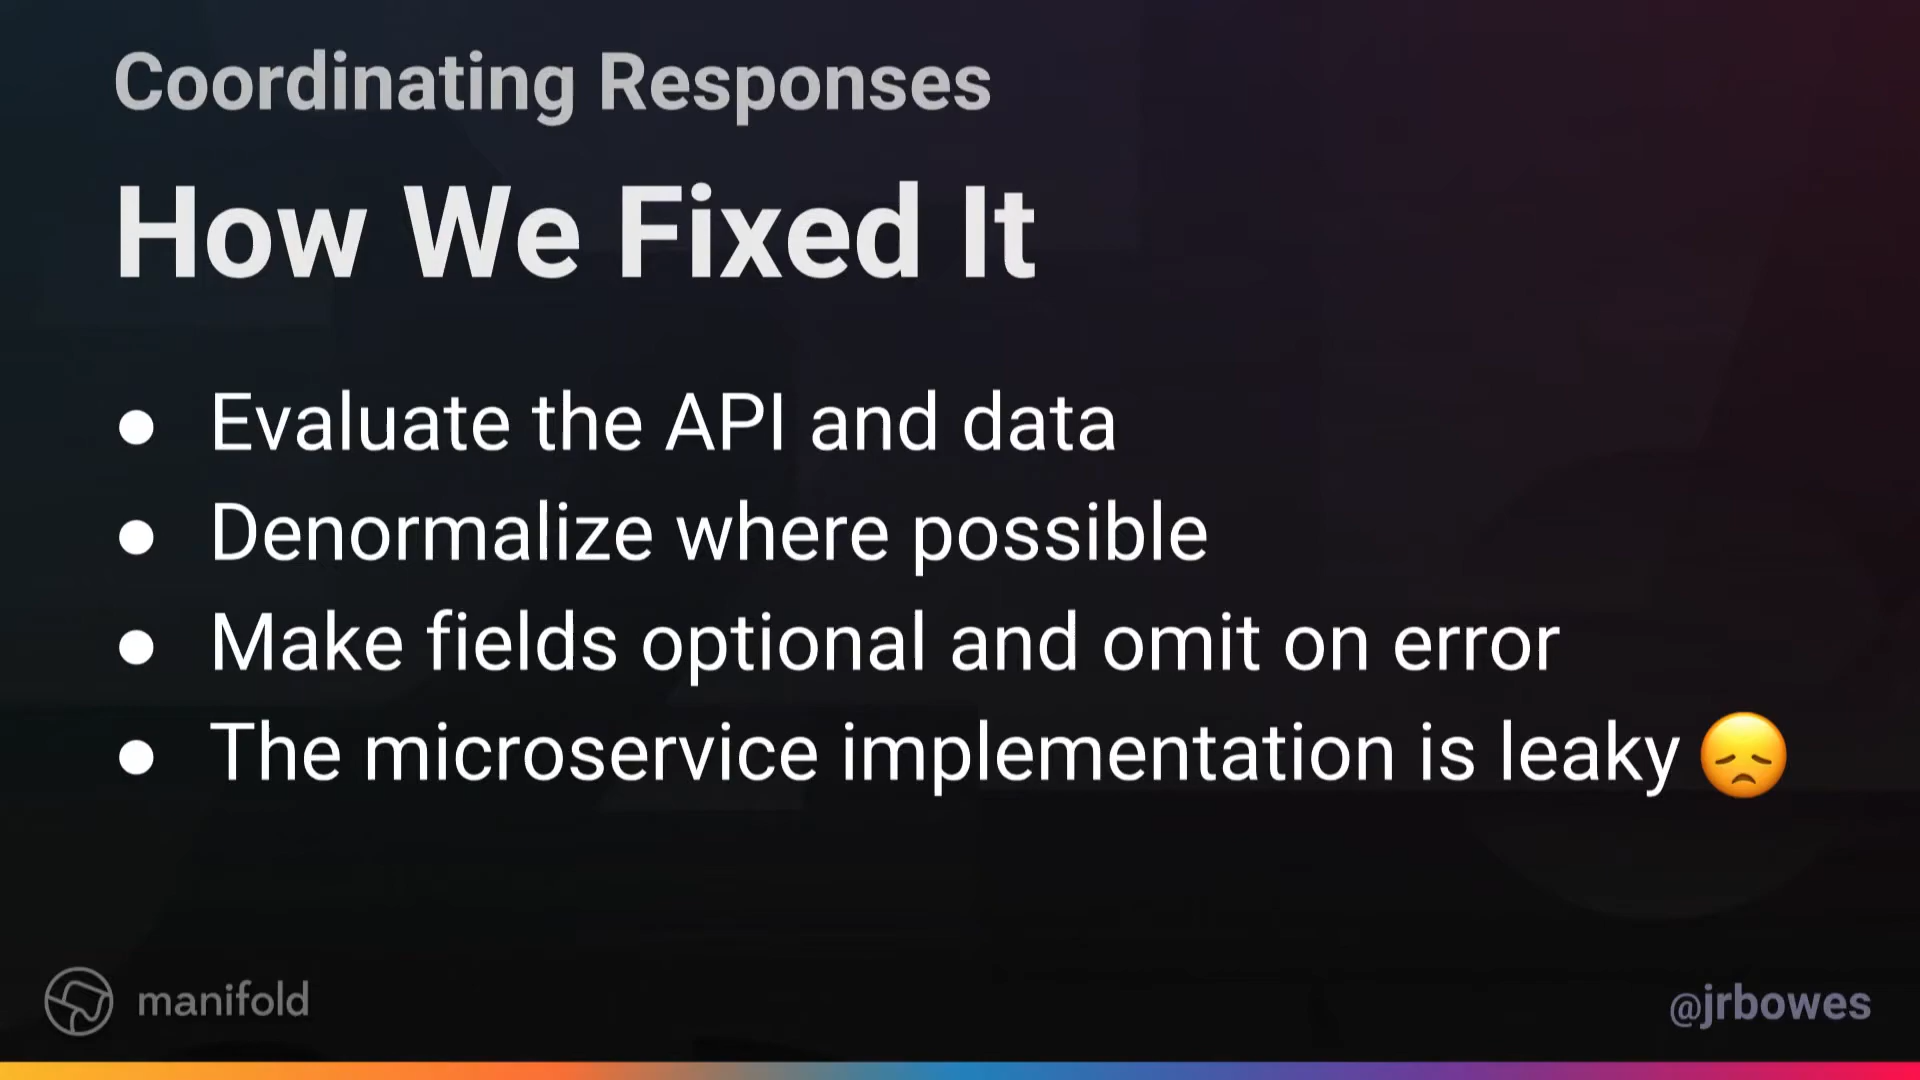 Coordinating Responses
How We Fixed It
● Evaluate the API and data
● Denormalize where possible
● Make fields optional and omit on error
● The microservice implementation is leaky 😞
manifold
@jrbowes